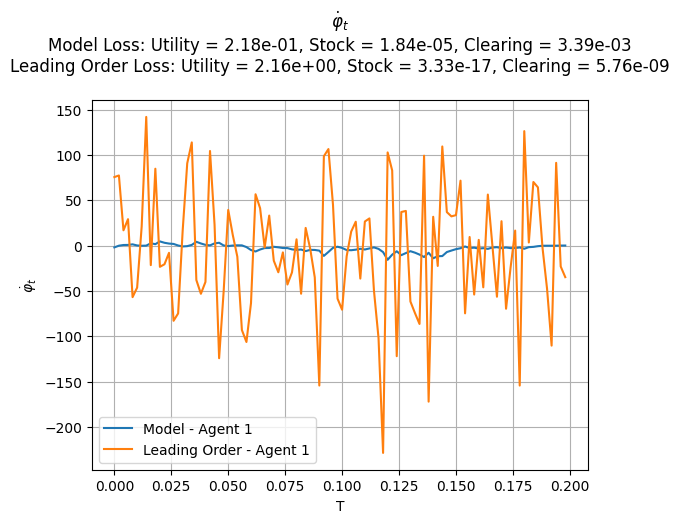 φ̇_t
Model Loss: Utility = 2.18e-01, Stock = 1.84e-05, Clearing = 3.39e-03
Leading Order Loss: Utility = 2.16e+00, Stock = 3.33e-17, Clearing = 5.76e-09
150
100
50
0
−50
−100
−150
−200
φ̇_t
Model - Agent 1
Leading Order - Agent 1
0.000 0.025 0.050 0.075 0.100 0.125 0.150 0.175 0.200
T